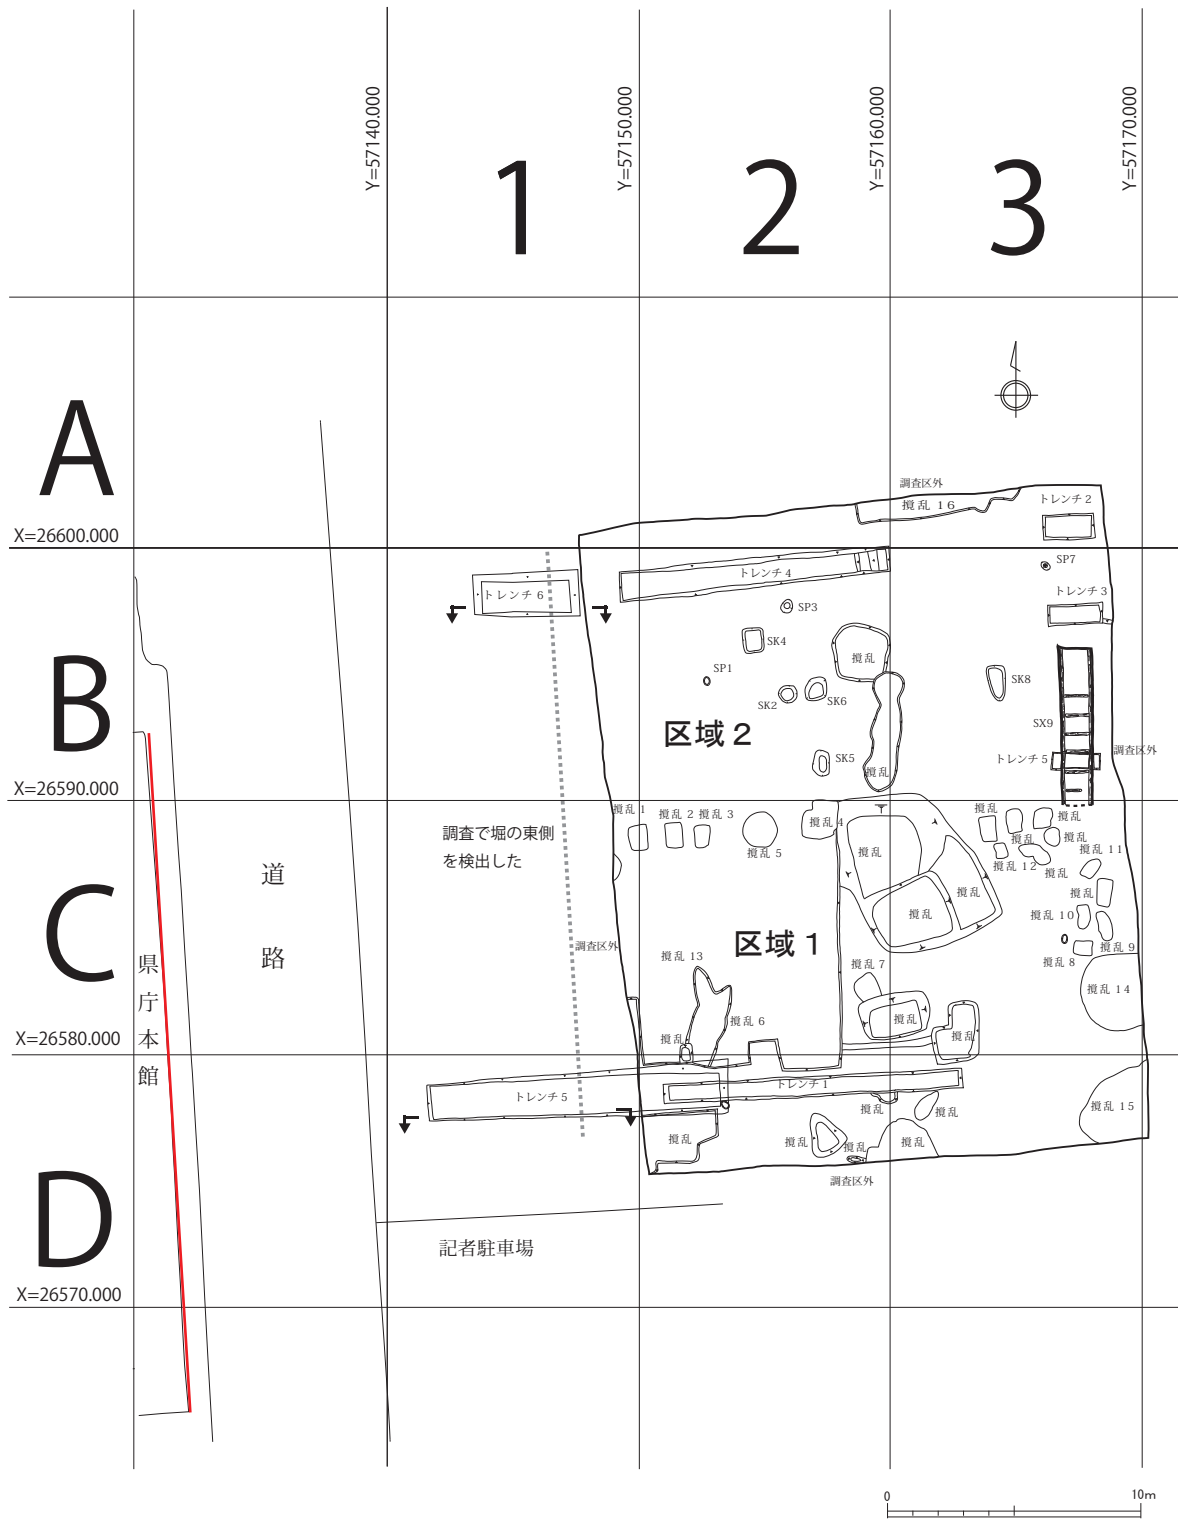 Y=57140.000
Y=57150.000
Y=57160.000
Y=57170.000
1
2
3
A
X=26600.000
調査区外
撹乱 16
トレンチ 2
SP7
トレンチ 4
トレンチ 6
トレンチ 3
SP3
SK4
撹乱
SP1
SK8
SK2
SK6
B
SX9
区域 2
調査区外
SK5
トレンチ 5
撹乱
X=26590.000
撹乱 1
撹乱 2
撹乱 3
撹乱 4
撹乱
撹乱
調査で堀の東側
を検出した
撹乱
撹乱 5
撹乱
撹乱 11
撹乱 12
撹乱
道
路
撹乱
撹乱
C
撹乱
撹乱 10
区域 1
調査区外
撹乱 9
撹乱 13
撹乱 8
撹乱 7
県庁本館
撹乱 14
撹乱 6
撹乱
撹乱
撹乱
X=26580.000
トレンチ 1
トレンチ 5
撹乱
撹乱
撹乱 15
撹乱
撹乱
撹乱
撹乱
調査区外
D
記者駐車場
X=26570.000
0
10m